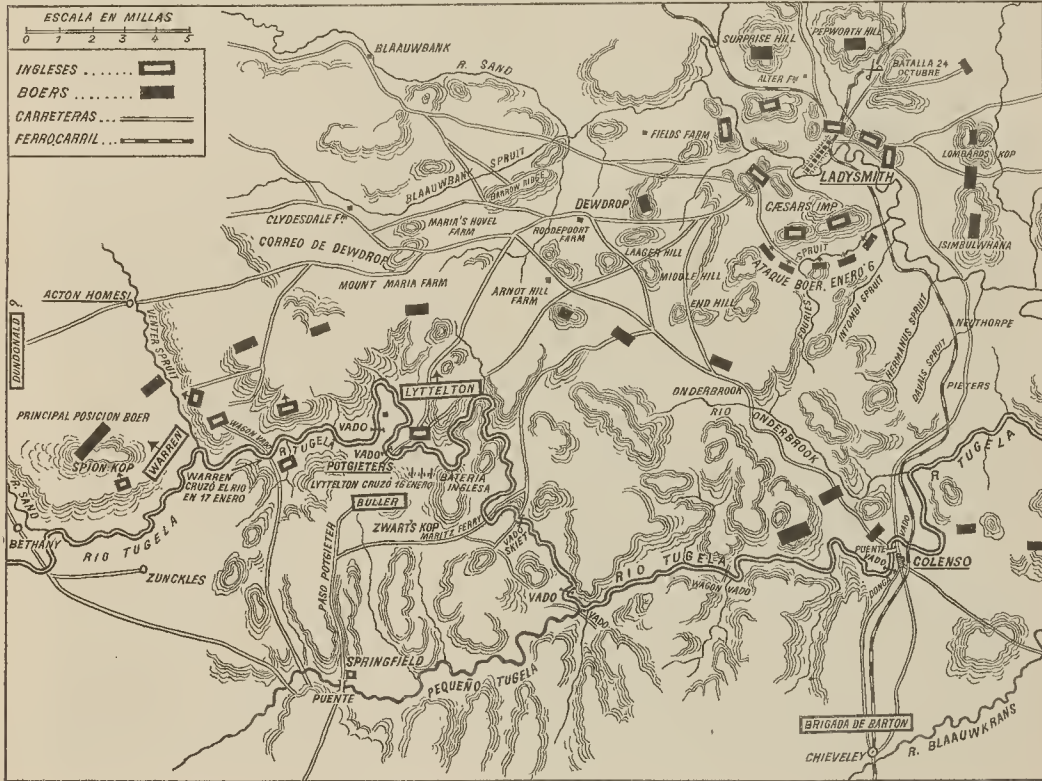 ESCALA EN MILLAS
0 1 2 3 4 5
INGLESES
BOERS
CARRETERAS
FERROCARRIL
BLAAUWBANK
R. SAND
SURPRISE HILL
PEPWORTH HILL
BATALLA 24
OCTUBRE
ALTER Fm
FIELDS FARM
LOMBARDS KOP
LADYSMITH
BLAAUWBANK SPRUIT
BARROW RIDGE
CLYDESDALE Fm
MARIA'S HOVEL
FARM
DEWDROP
CÆSARS IMP
RODDEPOORT
FARM
ISIMBULWHANA
CORREO DE DEWDROP
LAAGER HILL
SPRUIT
ATAQUE BOER, ENERO 6
MOUNT MARIA FARM
ARNOT HILL
FARM
MIDDLE HILL
END HILL
FOURIES
INTOMBI SPRUIT
ACTON HOMES
VENTER SPRUIT
DUNDONALD ?
NELTHORPE
NERMANUS SPRUIT
DAVIALS SPRUIT
PIETERS
LYTTELTON
ONDERBROOK
RIO ONDERBROOK
PRINCIPAL POSICION BOER
SPION KOP
WARREN
WAGON VADO
VADO
VADO
POTGIETERS
R. TUGELA
WARREN
CRUZÓ EL RIO
EN 17 ENERO
LYTTELTON CRUZÓ 16 ENERO
BATERIA
INGLESA
BULLER
R. TUGELA
R. SAND
BETHANY
RIO TUGELA
ZUNCKLES
PASO POTGIETER
ZWARTS KOP
MARITZ FERRY
VADO
SKIET
VADO
VADO
RIO TUGELA
WAGON VADO
PUENTE
VADO
VADO
COLENSO
SPRINGFIELD
PUENTE
PEQUEÑO TUGELA
BRIGADA DE BARTON
CHIEVELEY
R. BLAAUWKRANS